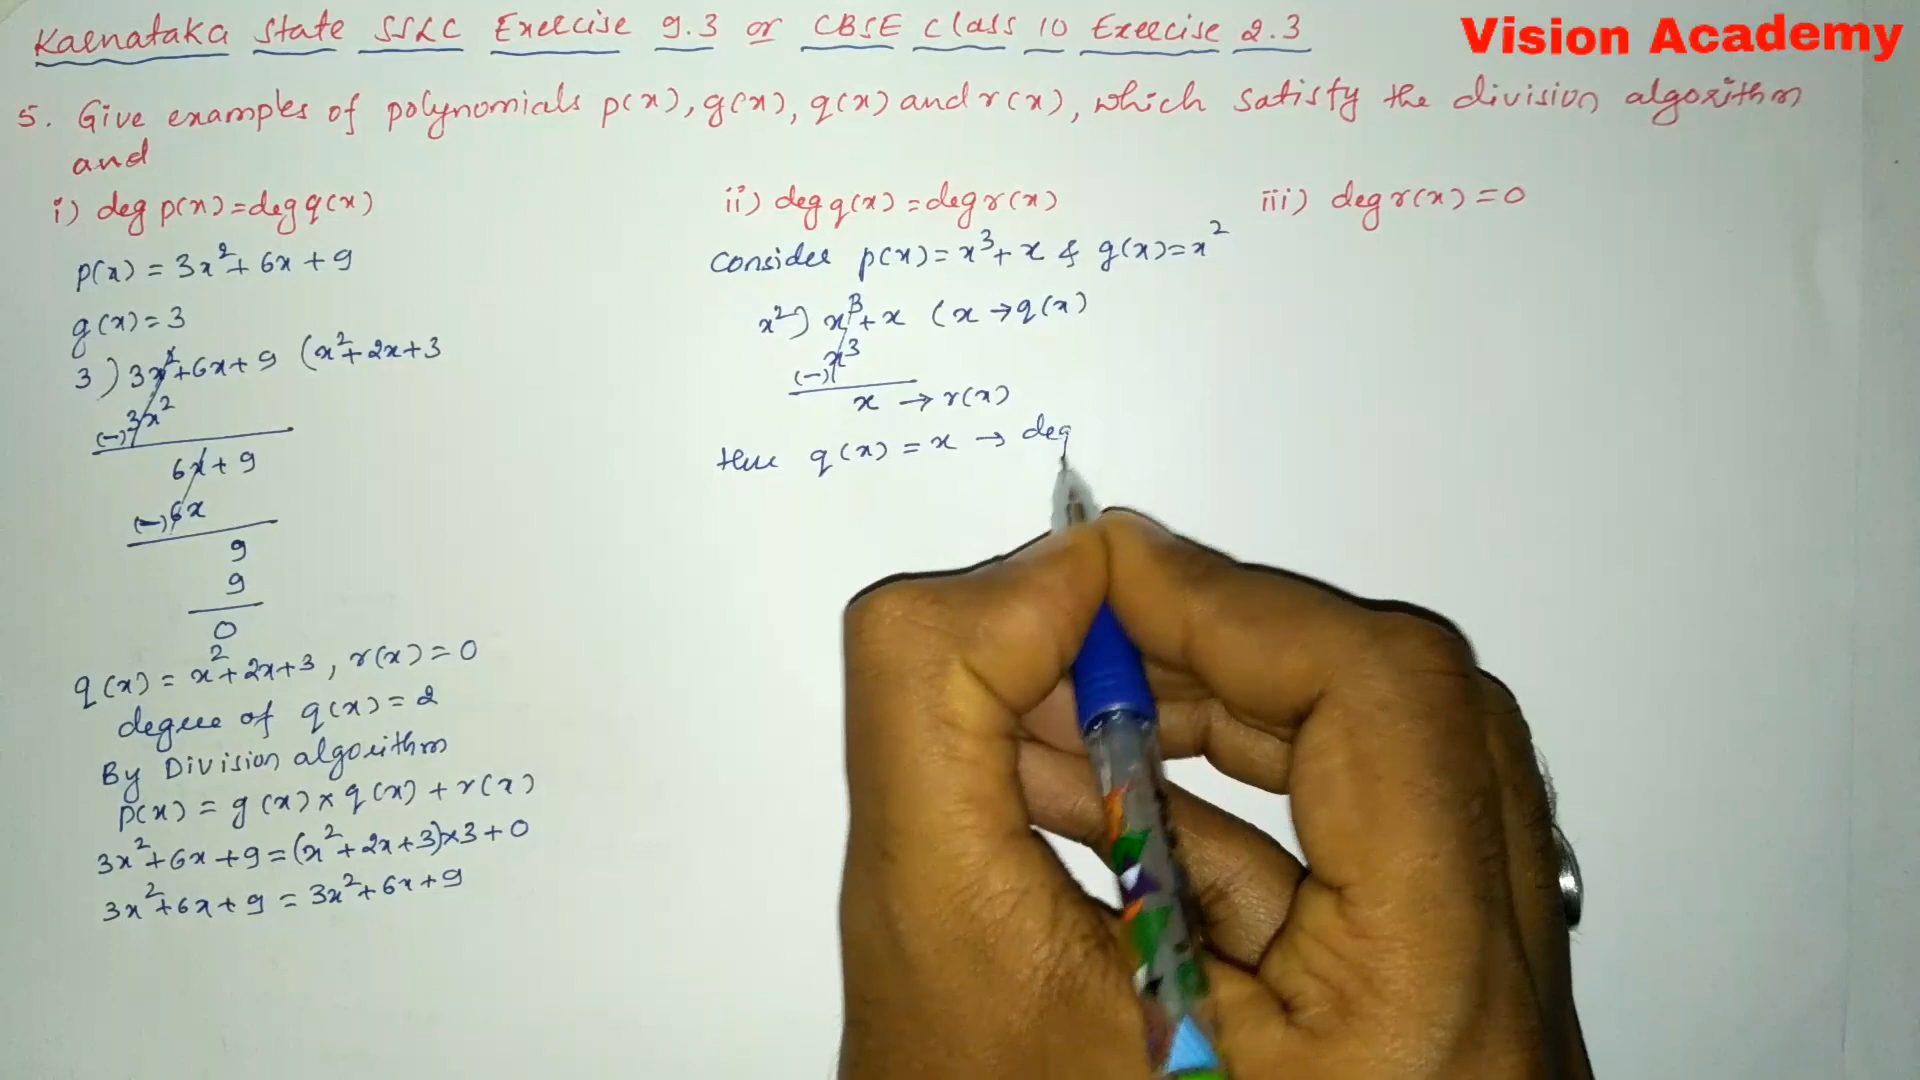 Karnataka State SSLC Exercise 9.3 or CBSE Class 10 Exercise 2.3
Vision Academy
5. Give examples of polynomials p(x), g(x), q(x) and r(x), which satisfy the division algorithm
and
i) deg p(x)=deg q(x)
p(x) = 3x²+6x+9
g(x)=3
3)3x²+6x+9(x²+2x+3
(-)3x²
6x+9
(-)6x
9
9
0
q(x) = x²+2x+3, r(x)=0
degree of q(x)=2
By Division algorithm
p(x) = g(x)×q(x)+r(x)
3x²+6x+9=(x²+2x+3)×3+0
3x²+6x+9 = 3x²+6x+9
ii) deg q(x)=deg r(x)
Consider p(x)=x³+x & g(x)=x²
x²)x³+x (x→q(x)
(-)x³
x →r(x)
Here q(x)=x → deg
iii) deg r(x)=0